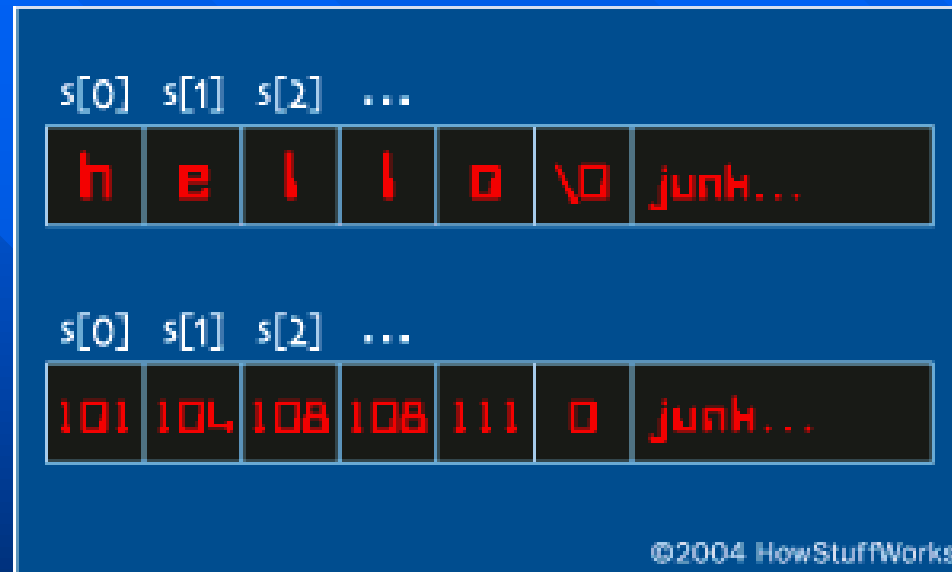 s[0] s[1] s[2] ...
h e l l o \0 junk...
s[0] s[1] s[2] ...
101 104 108 108 111 0 junk...
©2004 HowStuffWorks